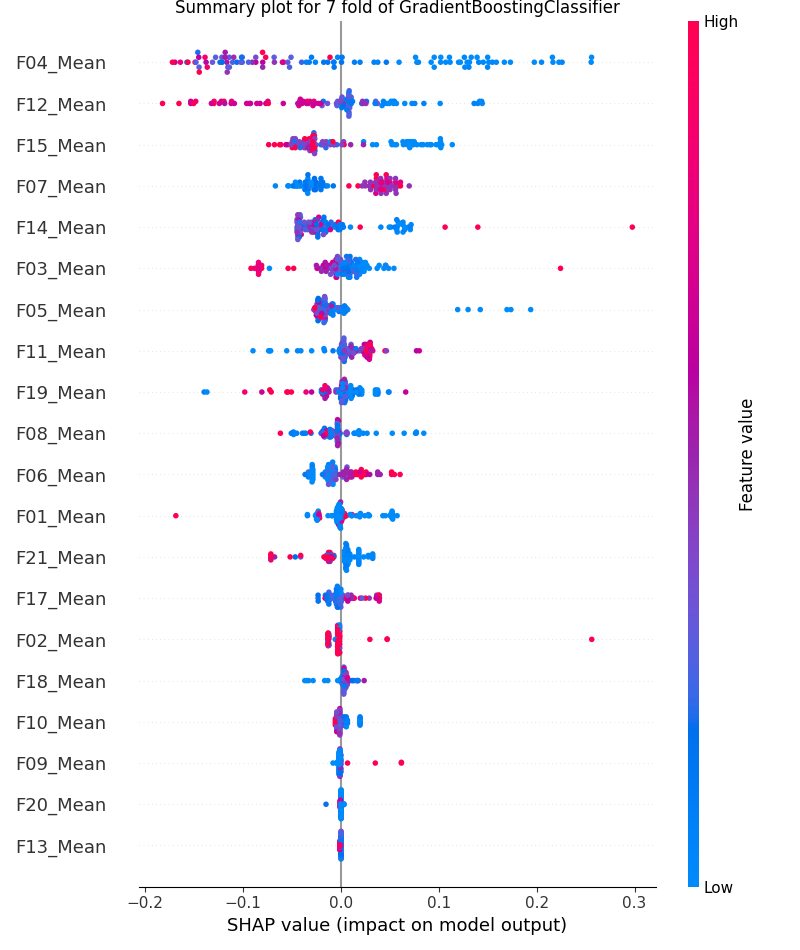 Summary plot for 7 fold of GradientBoostingClassifier
High
F04_Mean
F12_Mean
F15_Mean
F07_Mean
F14_Mean
F03_Mean
F05_Mean
F11_Mean
F19_Mean
F08_Mean
F06_Mean
F01_Mean
F21_Mean
F17_Mean
F02_Mean
F18_Mean
F10_Mean
F09_Mean
F20_Mean
F13_Mean
Feature value
Low
−0.2 −0.1 0.0 0.1 0.2 0.3
SHAP value (impact on model output)